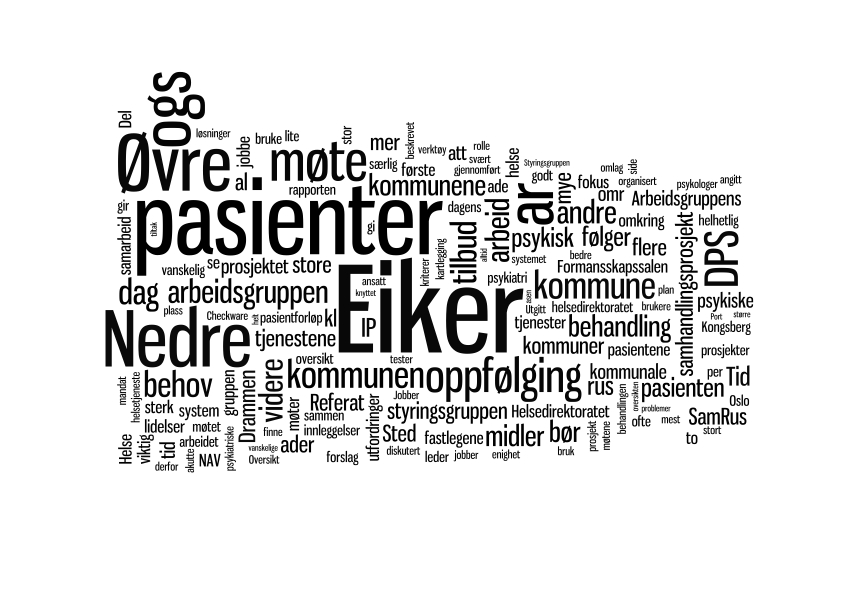 Del
ogs
løsninger
Øvre
al
jobbe
bruke
lite
stor
mer
beskrevet
verktøy
att
rolle
svært
gjennomført
helse
Styringsgruppen
godt
omlag
side
møte
særlig
første
rapporten
kommunene
ade
mye
fokus
organisert
psykologer
angitt
omr
Arbeidsgruppens
gir
samarbeid
tiltak
pasienter
gi
dagens
arbeid
ar
andre
omkring
helhetlig
psykisk
følger
flere
DPS
tilbud
altid
systemet
bedre
samhandlingsprosjekt
vanskelig
se
prosjektet
store
ansatt
knyttet
kriterer
kartlegging
psykiatri
Formannskapssalen
dag
arbeidsgruppen
Eiker
kommune
plan
psykiske
plass
Checkware
pasientforløp
kl
IP
Utgitt
helsedirektoratet
brukere
Port
større
Kongsberg
Nedre
tjenestene
tjenester
behandling
kommuner
pasientene
prosjekter
oversikt
tester
mandat
helsetjeneste
behov
gruppen
Drammen
videre
kommunen
oppfølging
rus
kommunale
per
Tid
pasienten
Oslo
sterk
system
møter
Referat
sammen
Jobber
styringsgruppen
Helsedirektoratet
behandlingen
oversikten
problemer
SamRus
lidelser
møtet
finne
innleggelser
utfordringer
Sted
fastlegene
midler
bør
prosjekt
møtene
ofte
mest
stort
to
Helse
viktig
tid
arbeidet
derfor
akutte
NAV
psykiatriske
vanskelige
Oversikt
ader
forslag
diskutert
leder
jobber
enighet
bruk